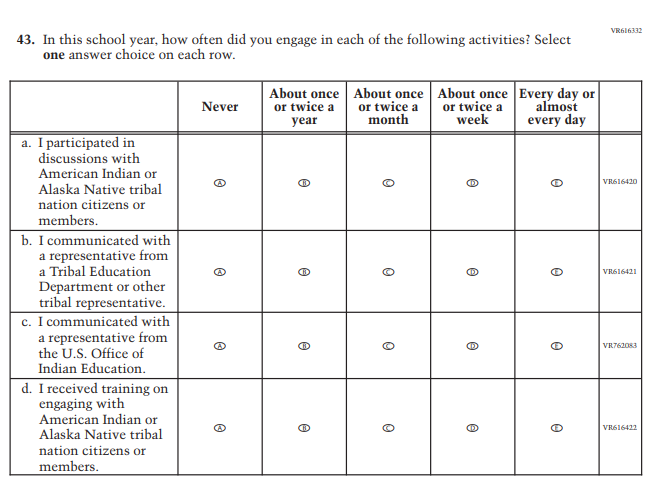 VR616332
43. In this school year, how often did you engage in each of the following activities? Select
one answer choice on each row.
Never
About once
or twice a
year
About once
or twice a
month
About once
or twice a
week
Every day or
almost
every day
a. I participated in
discussions with
American Indian or
Alaska Native tribal
nation citizens or
members.
A B C D E VR616420
b. I communicated with
a representative from
a Tribal Education
Department or other
tribal representative.
A B C D E VR616421
c. I communicated with
a representative from
the U.S. Office of
Indian Education.
A B C D E VR762083
d. I received training on
engaging with
American Indian or
Alaska Native tribal
nation citizens or
members.
A B C D E VR616422